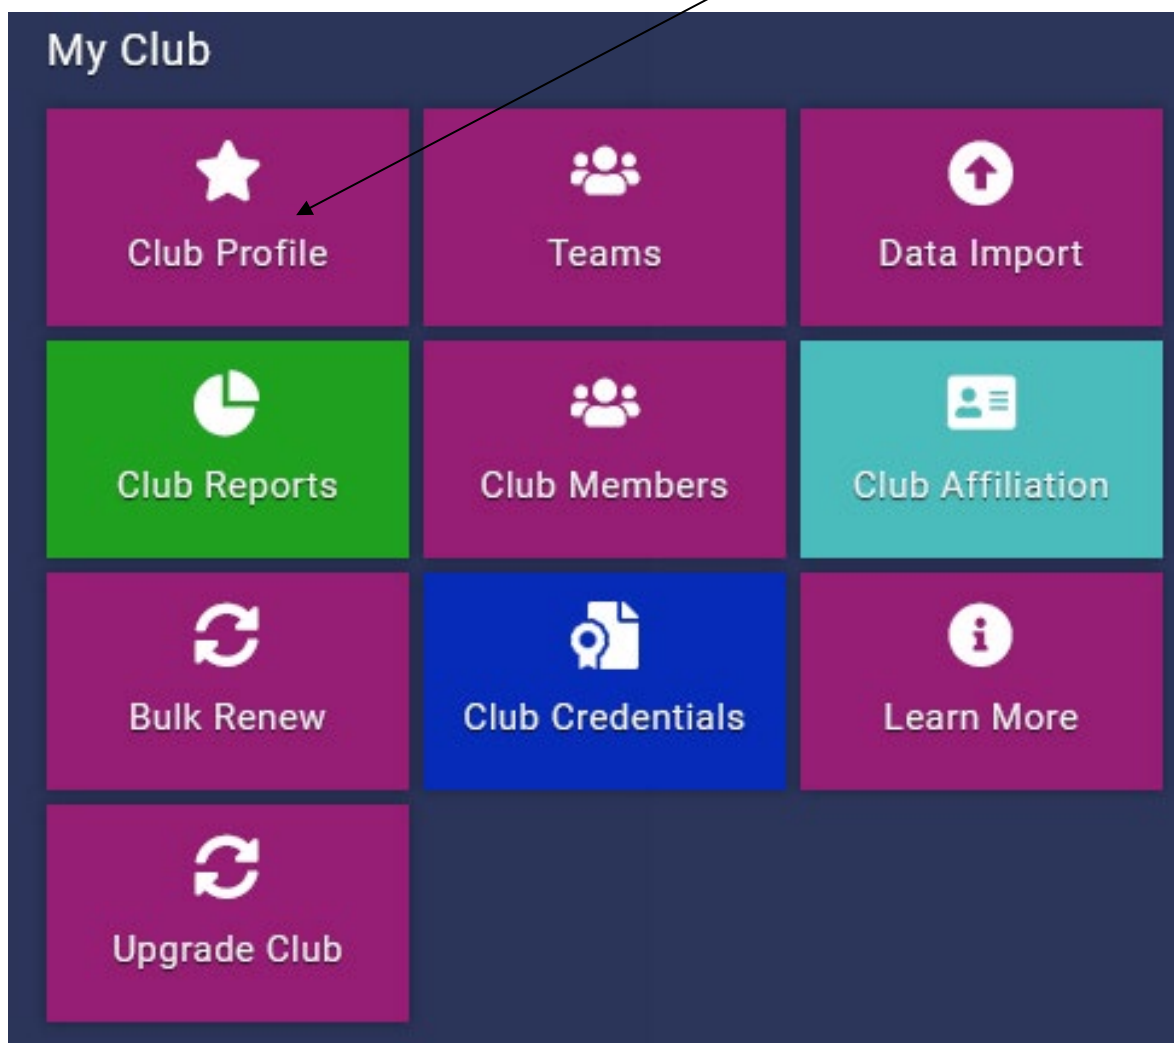 My Club
Club Profile
Teams
Data Import
Club Reports
Club Members
Club Affiliation
Bulk Renew
Club Credentials
Learn More
Upgrade Club